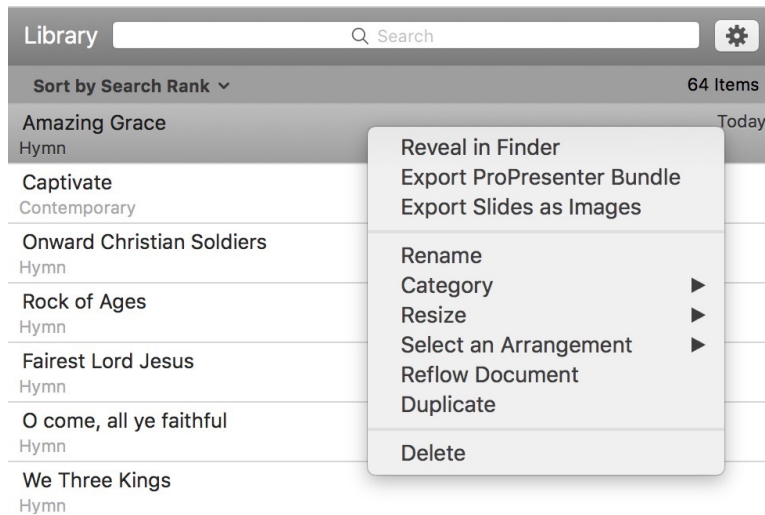 Library
Search
Sort by Search Rank
64 Items
Amazing Grace
Today
Hymn
Captivate
Contemporary
Onward Christian Soldiers
Hymn
Rock of Ages
Hymn
Fairest Lord Jesus
Hymn
O come, all ye faithful
Hymn
We Three Kings
Hymn
Reveal in Finder
Export ProPresenter Bundle
Export Slides as Images
Rename
Category
Resize
Select an Arrangement
Reflow Document
Duplicate
Delete